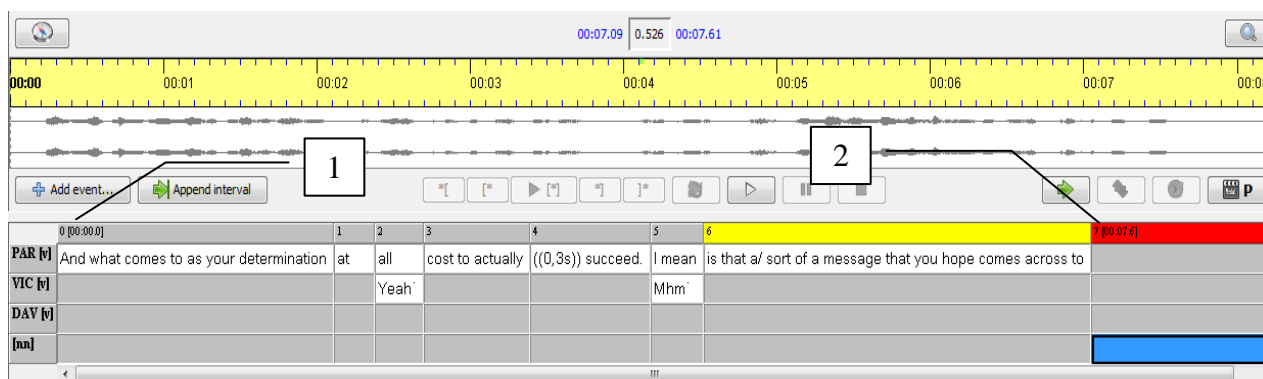 00:07.09 0.526 00:07.61
00:00 00:01 00:02 00:03 00:04 00:05 00:06 00:07 00:0
1 2
Add event... Append interval *[ [* [*] *] ]* P
0 [00:00.0] 1 2 3 4 5 6 7 [00:07.6]
PAR [v] And what comes to as your determination at all cost to actually ((0,3s)) succeed. I mean is that a/ sort of a message that you hope comes across to
VIC [v] Yeah˙ Mhm˙
DAV [v]
[nn]